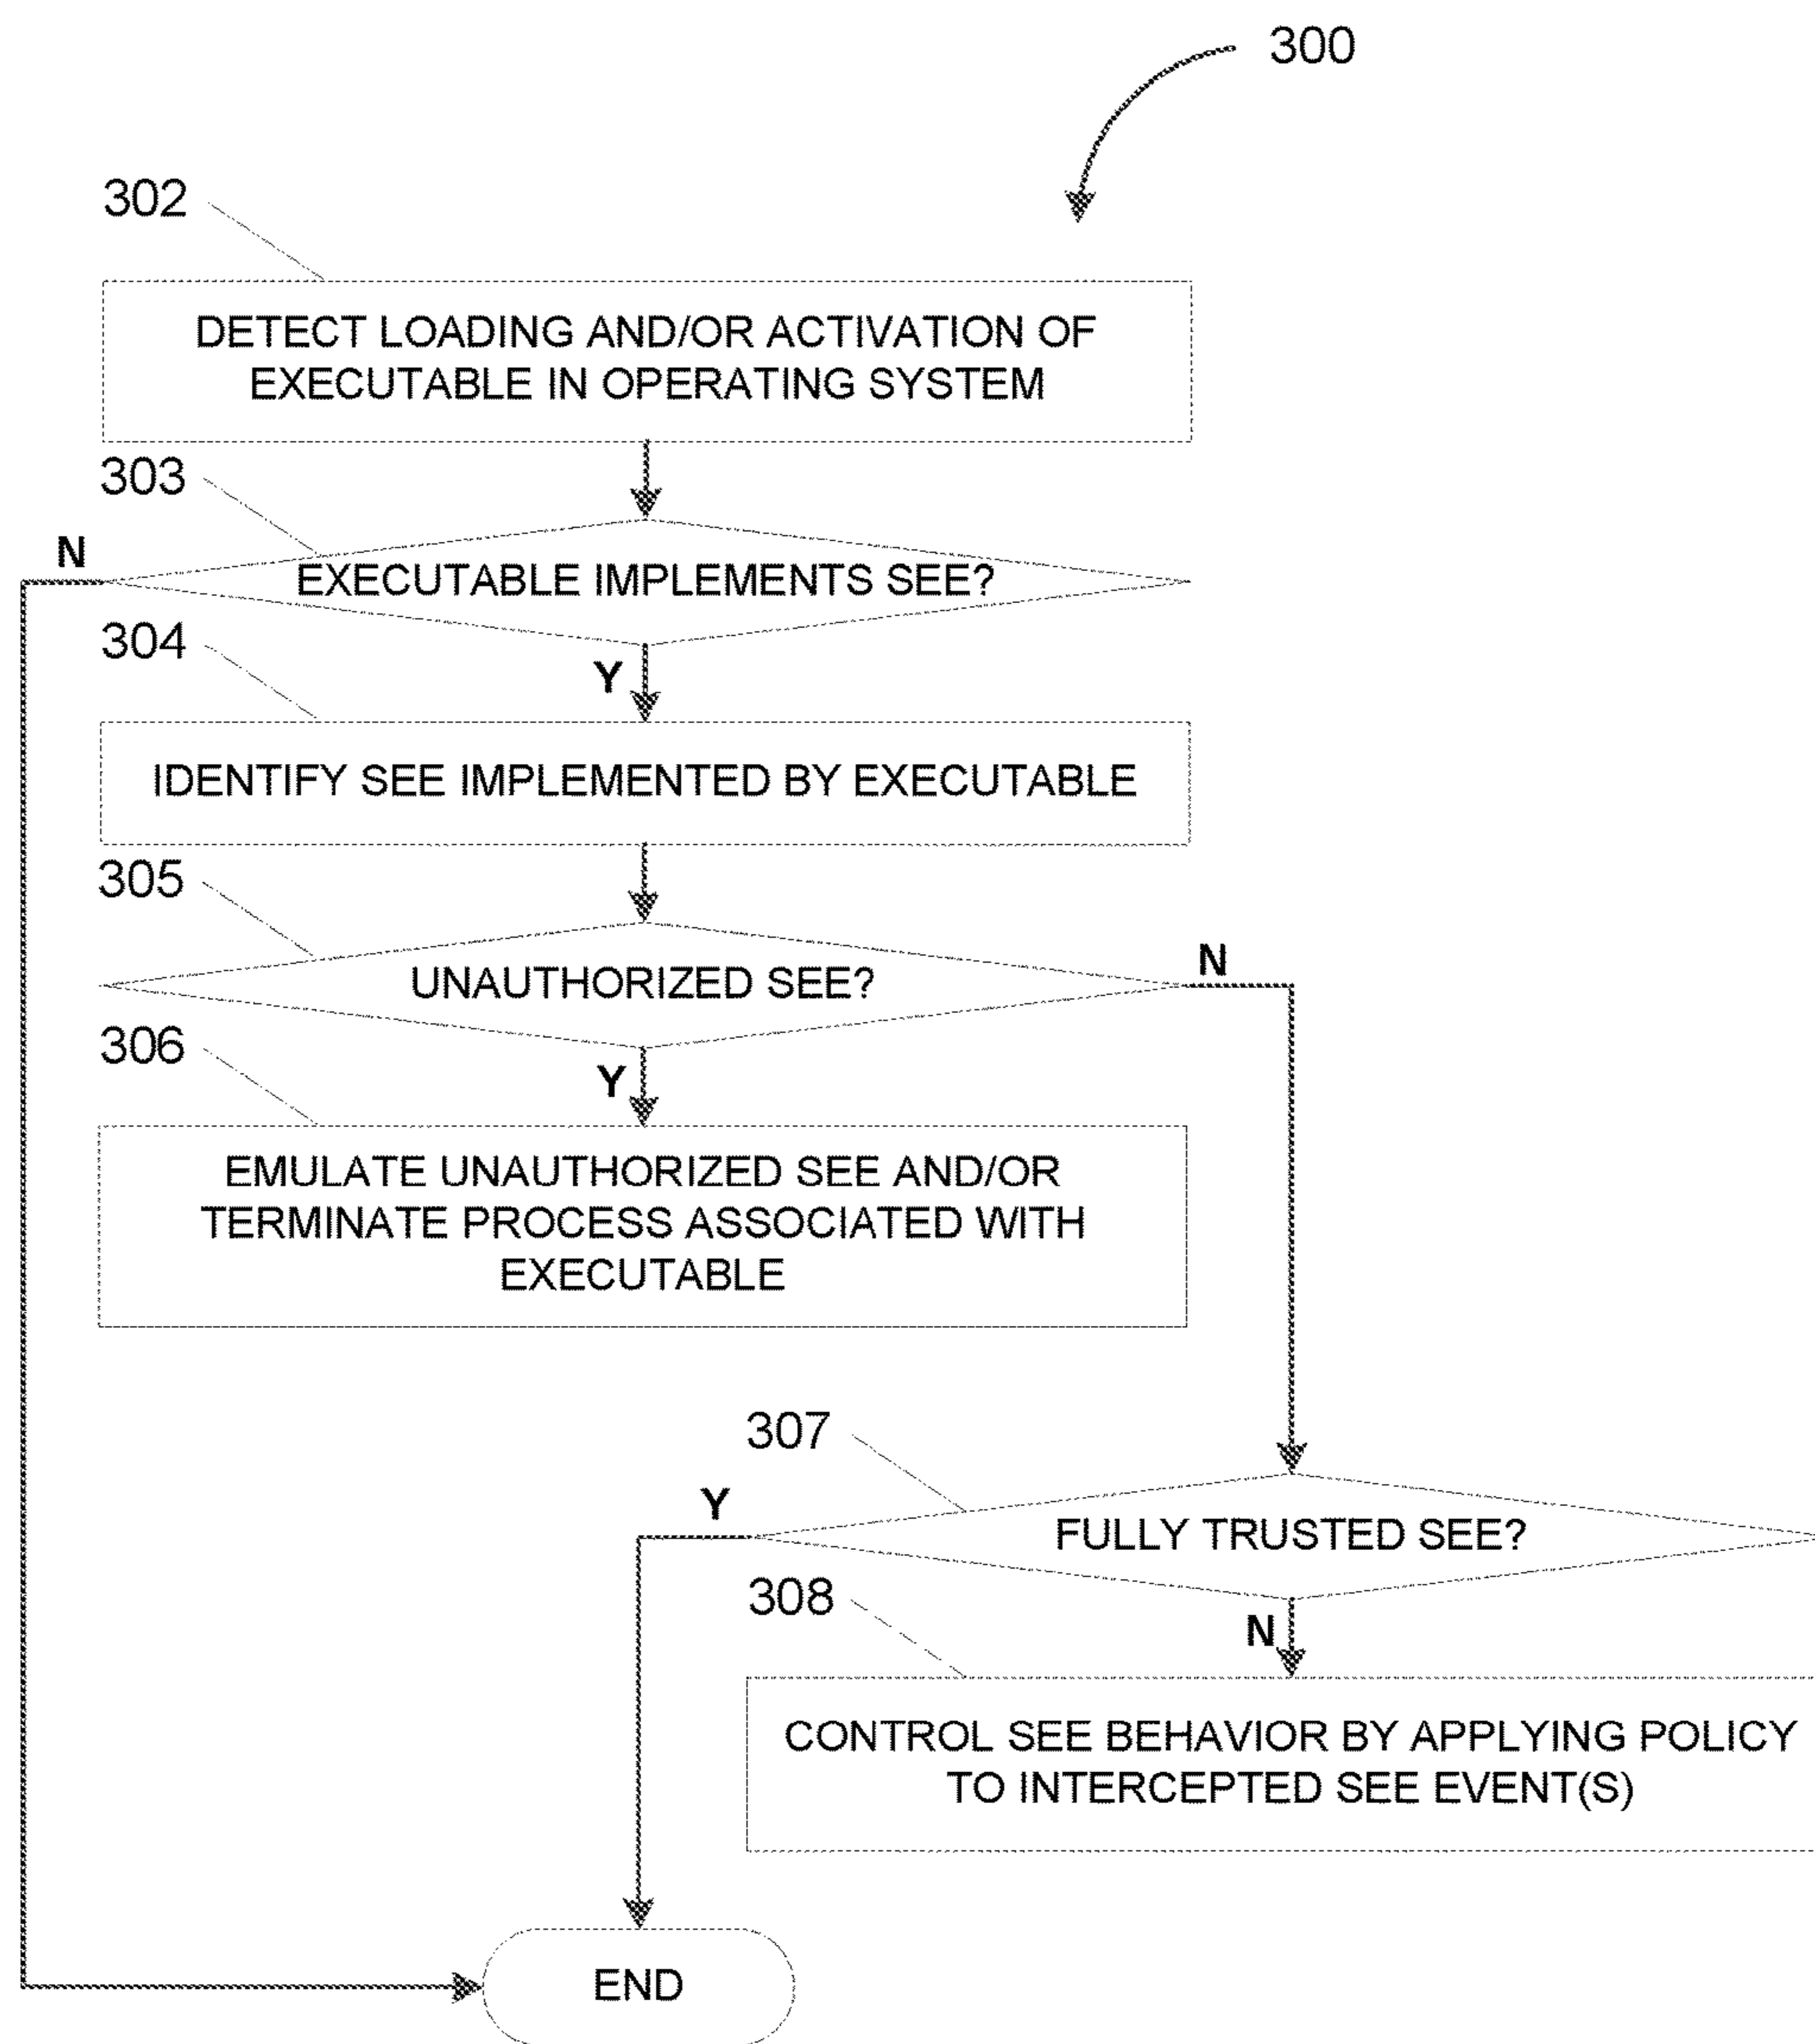 300
302
DETECT LOADING AND/OR ACTIVATION OF
EXECUTABLE IN OPERATING SYSTEM
303
N
EXECUTABLE IMPLEMENTS SEE?
304
Y
IDENTIFY SEE IMPLEMENTED BY EXECUTABLE
305
N
UNAUTHORIZED SEE?
306
Y
EMULATE UNAUTHORIZED SEE AND/OR
TERMINATE PROCESS ASSOCIATED WITH
EXECUTABLE
307
Y
FULLY TRUSTED SEE?
308
N
CONTROL SEE BEHAVIOR BY APPLYING POLICY
TO INTERCEPTED SEE EVENT(S)
END